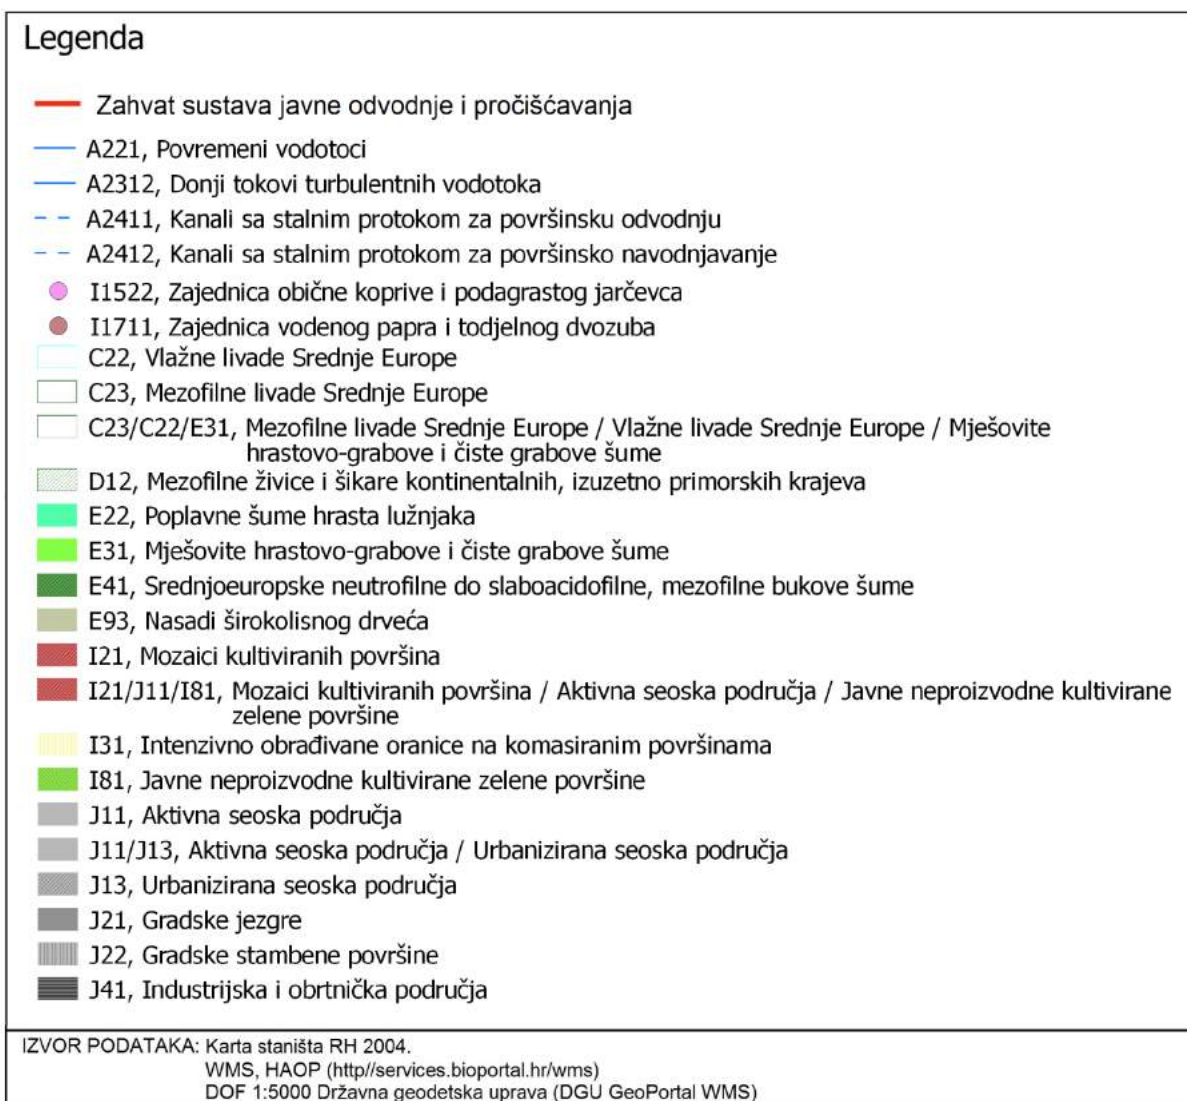 Legenda
Zahvat sustava javne odvodnje i pročišćavanja
A221, Povremeni vodotoci
A2312, Donji tokovi turbulentnih vodotoka
A2411, Kanali sa stalnim protokom za površinsku odvodnju
A2412, Kanali sa stalnim protokom za površinsko navodnjavanje
I1522, Zajednica obične koprive i podagrastog jarčevca
I1711, Zajednica vodenog papra i todjelnog dvozuba
C22, Vlažne livade Srednje Europe
C23, Mezofilne livade Srednje Europe
C23/C22/E31, Mezofilne livade Srednje Europe / Vlažne livade Srednje Europe / Mješovite
hrastovo-grabove i čiste grabove šume
D12, Mezofilne živice i šikare kontinentalnih, izuzetno primorskih krajeva
E22, Poplavne šume hrasta lužnjaka
E31, Mješovite hrastovo-grabove i čiste grabove šume
E41, Srednjoeuropske neutrofilne do slaboacidofilne, mezofilne bukove šume
E93, Nasadi širokolisnog drveća
I21, Mozaici kultiviranih površina
I21/J11/I81, Mozaici kultiviranih površina / Aktivna seoska područja / Javne neproizvodne kultivirane
zelene površine
I31, Intenzivno obrađivane oranice na komasiranim površinama
I81, Javne neproizvodne kultivirane zelene površine
J11, Aktivna seoska područja
J11/J13, Aktivna seoska područja / Urbanizirana seoska područja
J13, Urbanizirana seoska područja
J21, Gradske jezgre
J22, Gradske stambene površine
J41, Industrijska i obrtnička područja
IZVOR PODATAKA: Karta staništa RH 2004.
WMS, HAOP (http//services.bioportal.hr/wms)
DOF 1:5000 Državna geodetska uprava (DGU GeoPortal WMS)